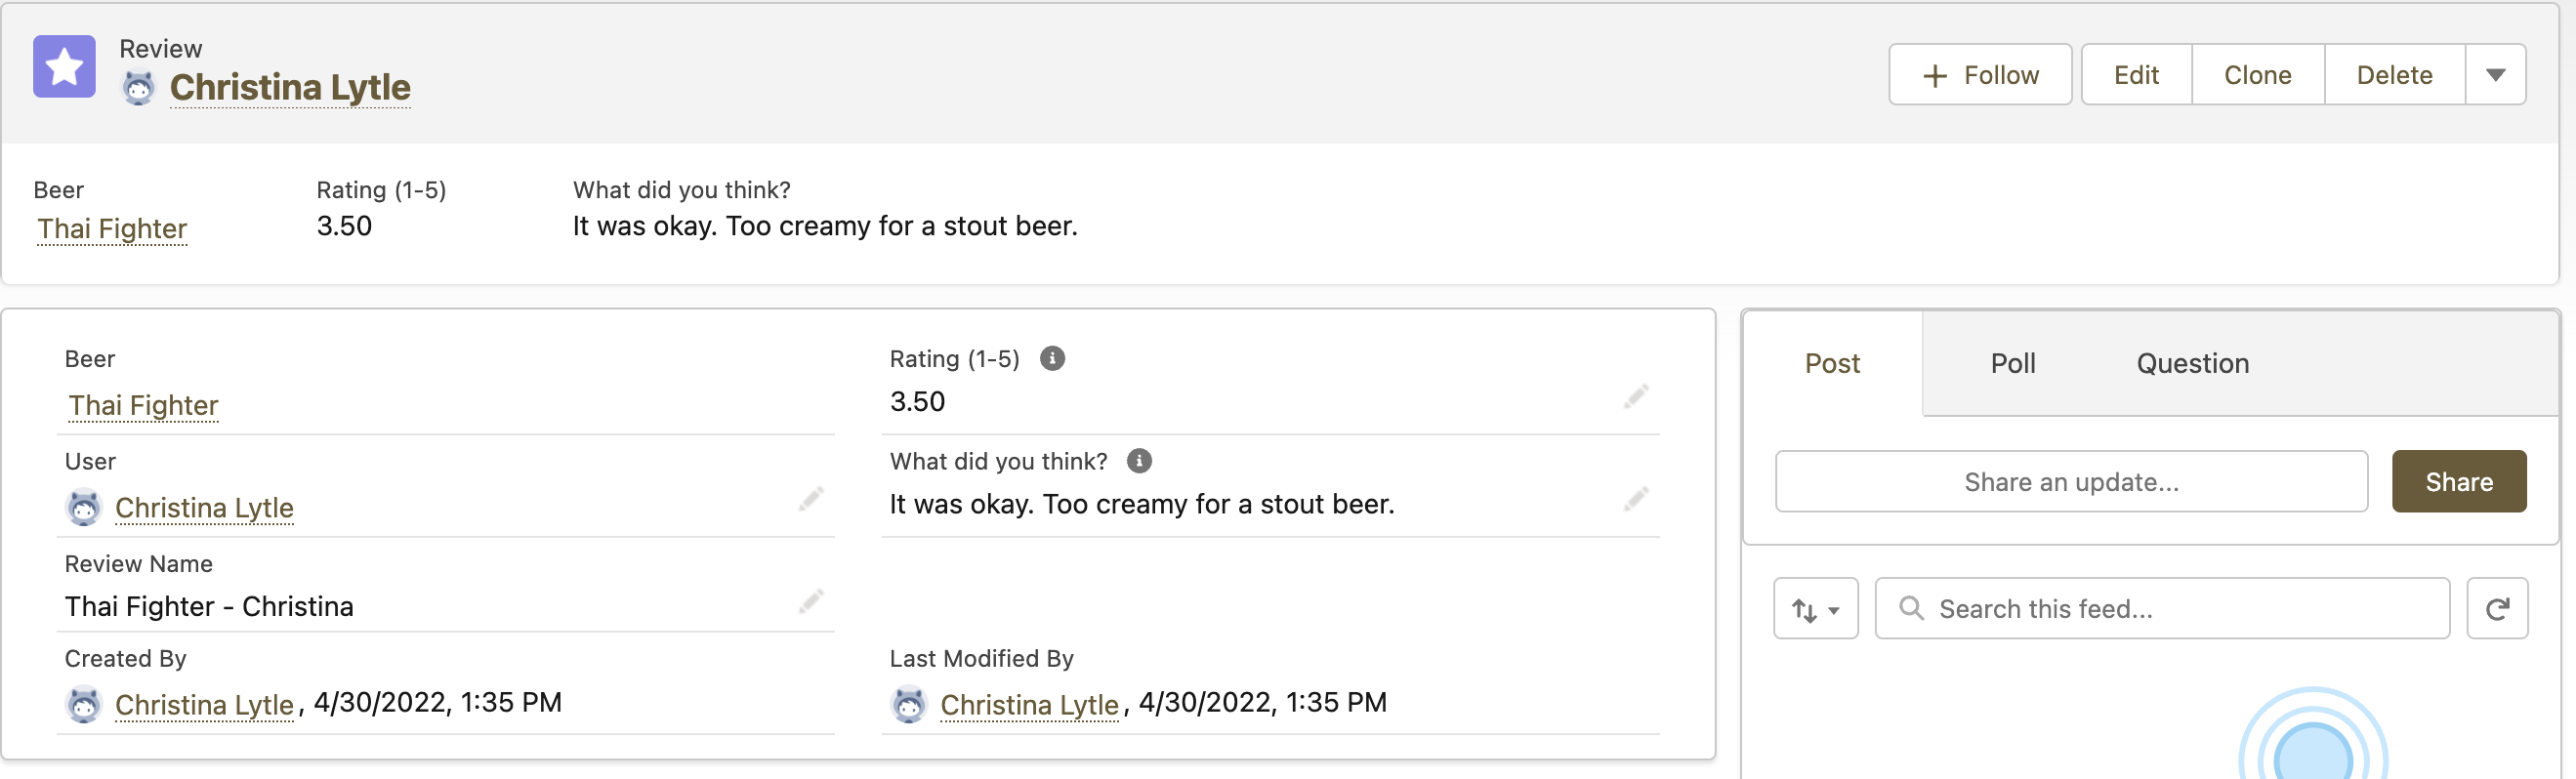 Review
Christina Lytle
Follow
Edit
Clone
Delete
Beer
Thai Fighter
Rating (1-5)
3.50
What did you think?
It was okay. Too creamy for a stout beer.
Beer
Thai Fighter
Rating (1-5)
3.50
User
Christina Lytle
What did you think?
It was okay. Too creamy for a stout beer.
Review Name
Thai Fighter - Christina
Created By
Christina Lytle, 4/30/2022, 1:35 PM
Last Modified By
Christina Lytle, 4/30/2022, 1:35 PM
Post
Poll
Question
Share an update...
Share
Search this feed...